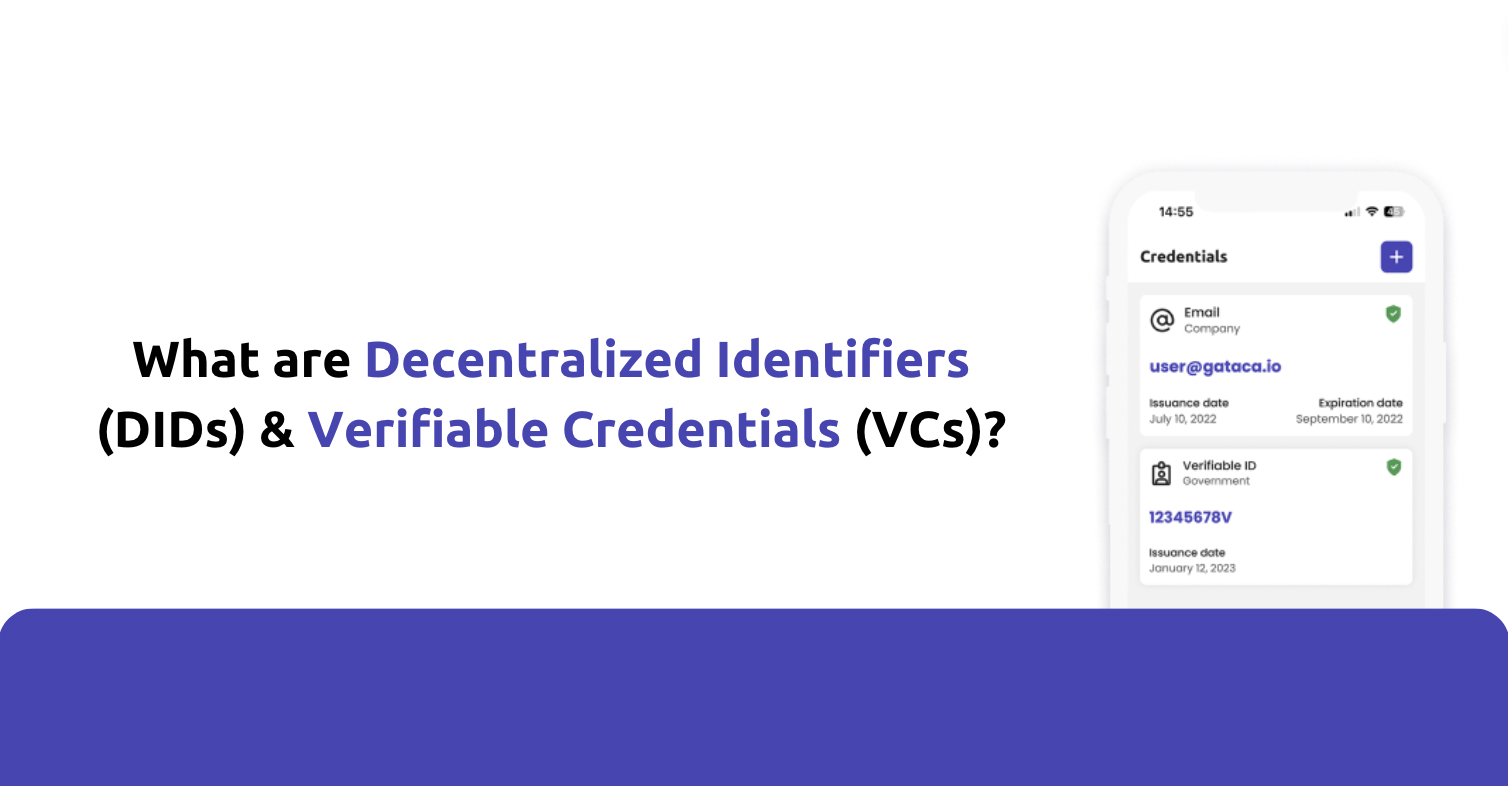 What are Decentralized Identifiers
(DIDs) & Verifiable Credentials (VCs)?
14:55
45
Credentials
+
Email
Company
user@gataca.io
Issuance date Expiration date
July 10, 2022 September 10, 2022
Verifiable ID
Government
12345678V
Issuance date
January 12, 2023